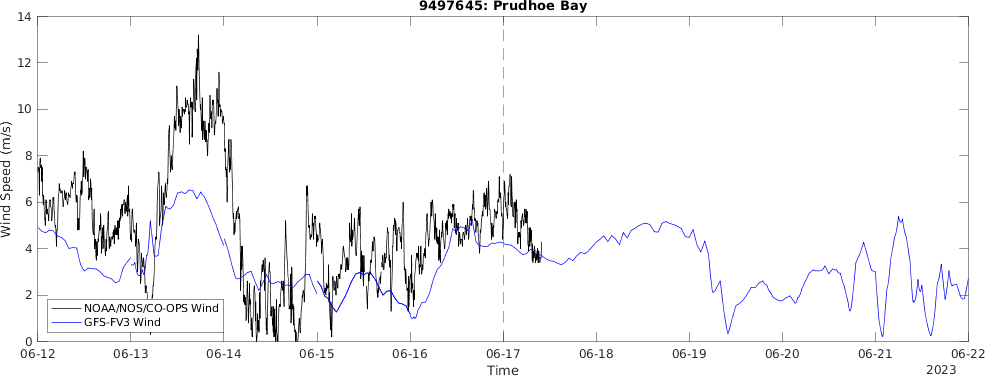 9497645: Prudhoe Bay
14
12
10
8
6
4
2
0
Wind Speed (m/s)
NOAA/NOS/CO-OPS Wind
GFS-FV3 Wind
06-12 06-13 06-14 06-15 06-16 06-17 06-18 06-19 06-20 06-21 06-22
Time
2023